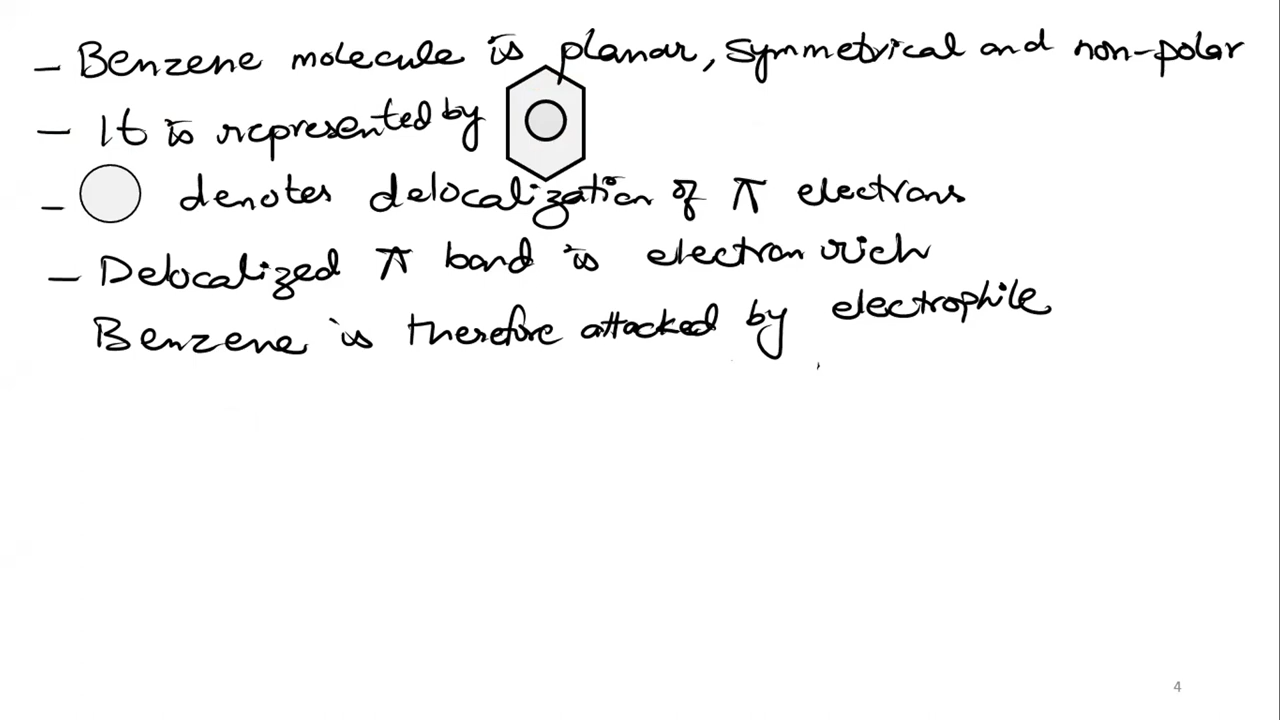 - Benzene molecule is planar, symmetrical and non-polar
- It is represented by
- denotes delocalization of π electrons
- Delocalized π bond is electron rich
Benzene is therefore attacked by electrophile
4